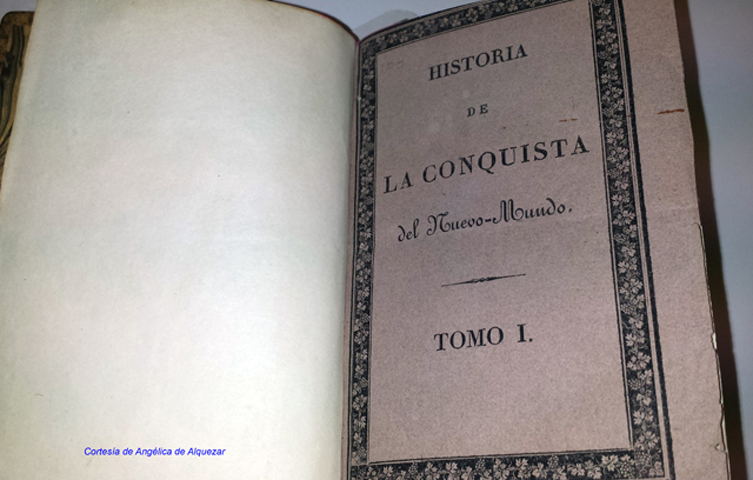 HISTORIA
DE
LA CONQUISTA
del Nuevo-Mundo.
TOMO I.
Cortesía de Angélica de Alquezar